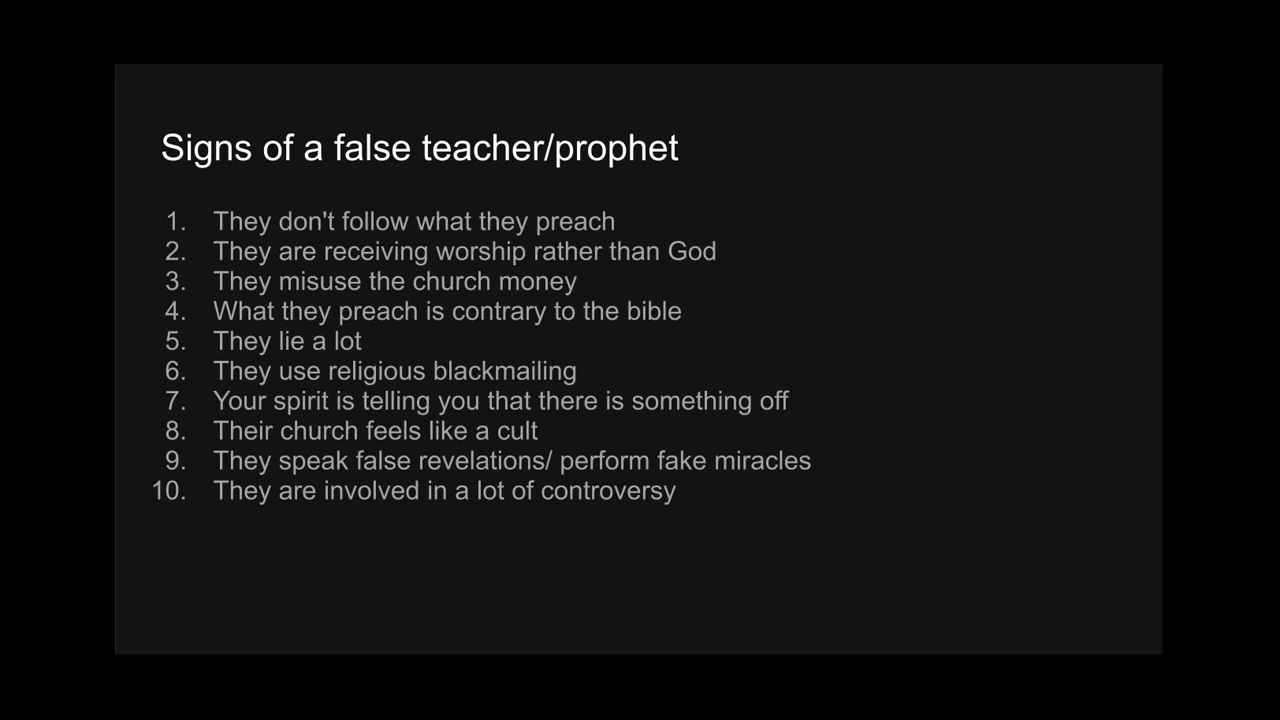 Signs of a false teacher/prophet
1. They don't follow what they preach
2. They are receiving worship rather than God
3. They misuse the church money
4. What they preach is contrary to the bible
5. They lie a lot
6. They use religious blackmailing
7. Your spirit is telling you that there is something off
8. Their church feels like a cult
9. They speak false revelations/ perform fake miracles
10. They are involved in a lot of controversy